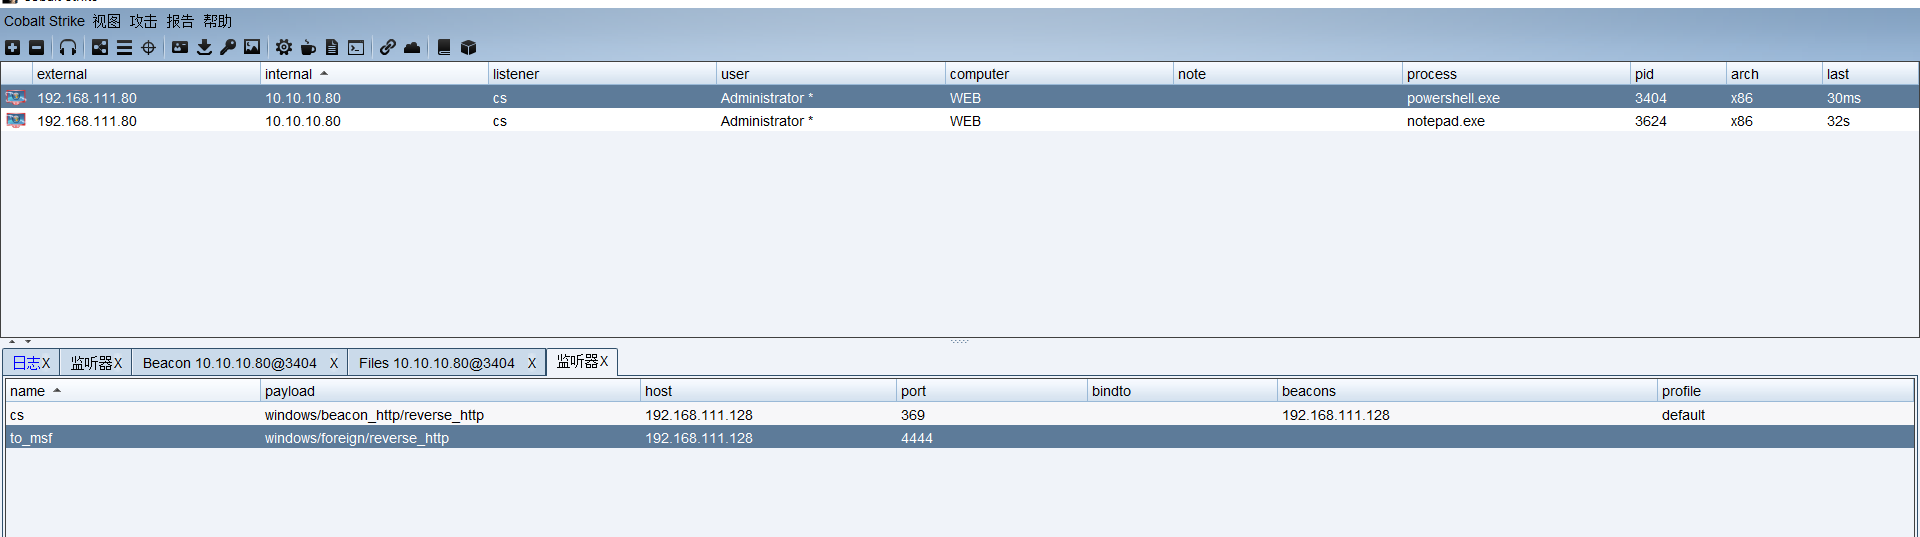 Cobalt Strike
Cobalt Strike 视图 攻击 报告 帮助
external internal listener user computer note process pid arch last
192.168.111.80 10.10.10.80 cs Administrator * WEB powershell.exe 3404 x86 30ms
192.168.111.80 10.10.10.80 cs Administrator * WEB notepad.exe 3624 x86 32s
日志X 监听器X Beacon 10.10.10.80@3404 X Files 10.10.10.80@3404 X 监听器X
name payload host port bindto beacons profile
cs windows/beacon_http/reverse_http 192.168.111.128 369 192.168.111.128 default
to_msf windows/foreign/reverse_http 192.168.111.128 4444